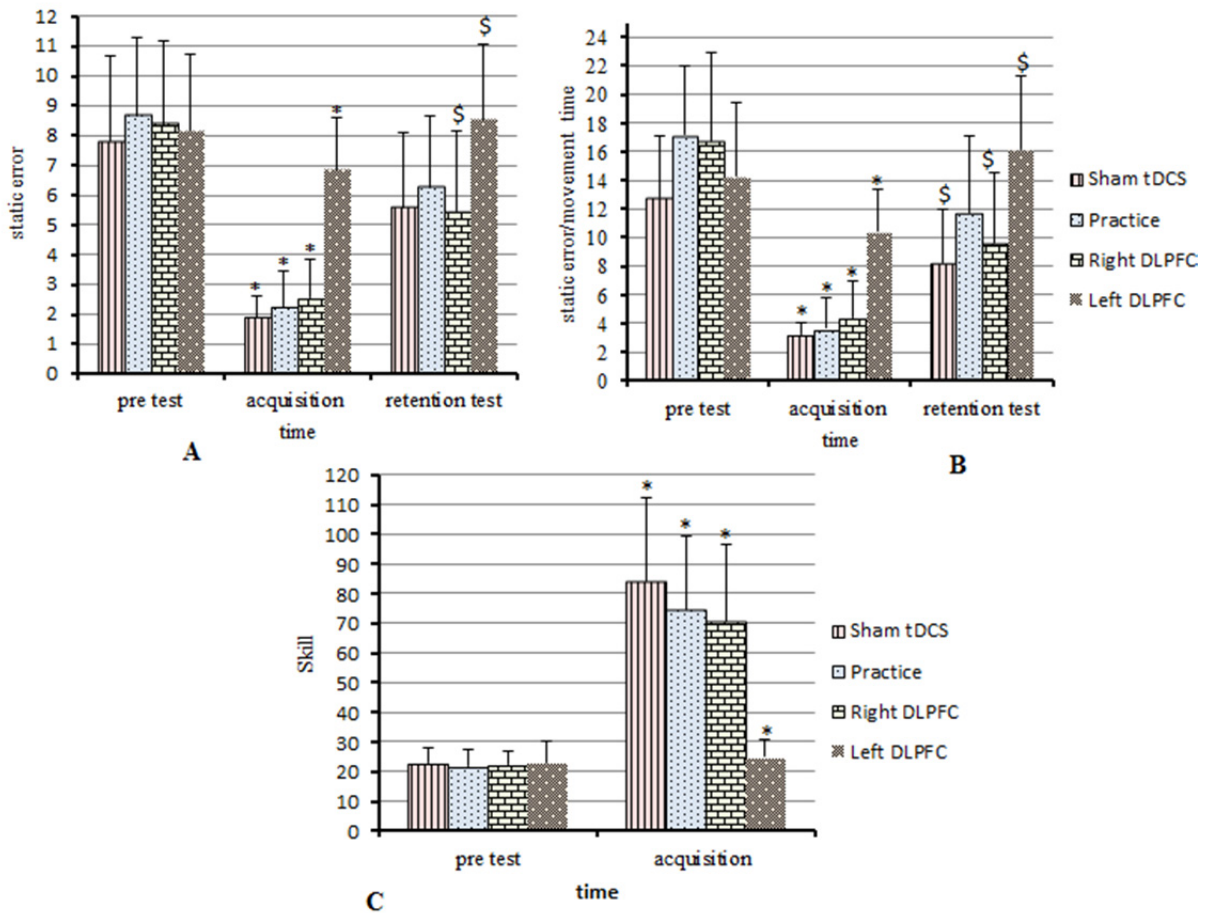 12
11
10
9
8
7
6
5
4
3
2
1
0
static error
$
$
*
*
*
*
pre test
acquisition
retention test
time
A
24
22
20
18
16
14
12
10
8
6
4
2
0
static error/movement time
$
$
$
*
*
*
*
pre test
acquisition
retention test
time
B
Sham tDCS
Practice
Right DLPFC
Left DLPFC
120
110
100
90
80
70
60
50
40
30
20
10
0
Skill
*
*
*
*
pre test
acquisition
time
C
Sham tDCS
Practice
Right DLPFC
Left DLPFC